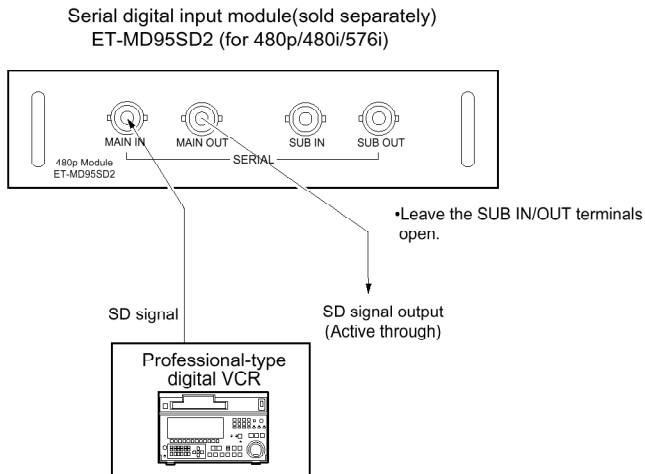 Serial digital input module(sold separately)
ET-MD95SD2 (for 480p/480i/576i)
MAIN IN
MAIN OUT
SUB IN
SUB OUT
SERIAL
480p Module
ET-MD95SD2
•Leave the SUB IN/OUT terminals
open.
SD signal
SD signal output
(Active through)
Professional-type
digital VCR